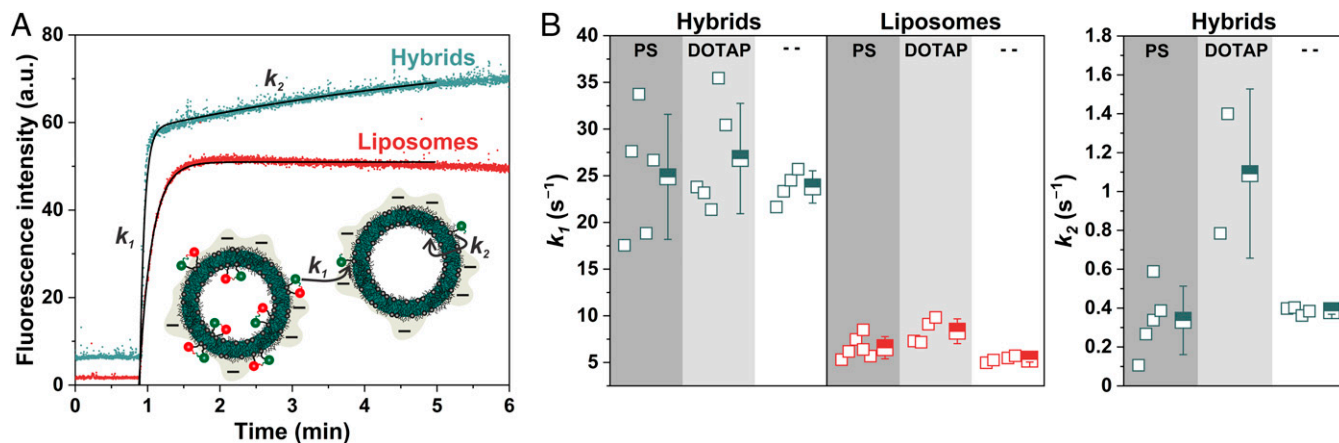 A
Fluorescence intensity (a.u.)
80
60
40
20
0
0 1 2 3 4 5 6
Time (min)
Hybrids
Liposomes
k₁
k₂
k₁
k₂
− − − − − − − − − − − −
B
Hybrids Liposomes
PS DOTAP - - PS DOTAP - -
k₁ (s⁻¹)
40
35
30
25
20
15
10
5
Hybrids
PS DOTAP - -
k₂ (s⁻¹)
1.8
1.6
1.4
1.2
1
0.8
0.6
0.4
0.2
0